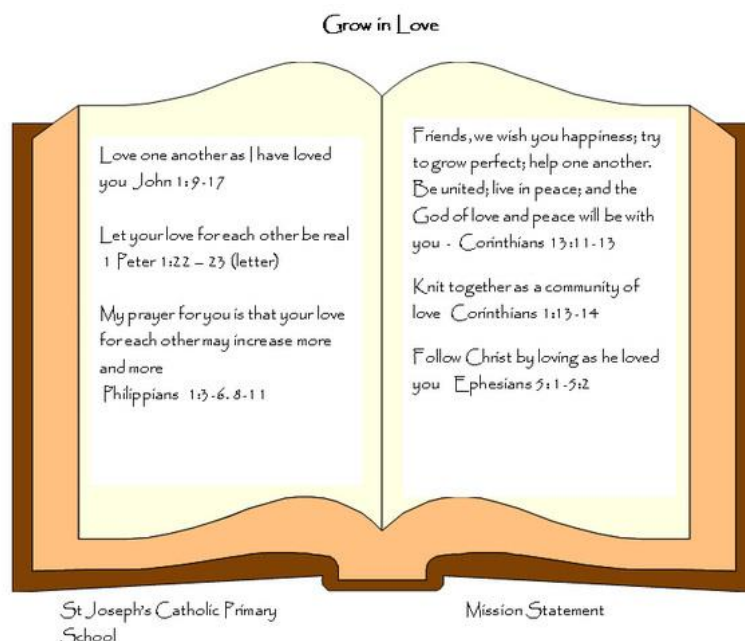 Grow in Love
Love one another as I have loved
you John 1:9-17
Let your love for each other be real
1 Peter 1:22 – 23 (letter)
My prayer for you is that your love
for each other may increase more
and more
Philippians 1:3-6. 8-11
Friends, we wish you happiness; try
to grow perfect; help one another.
Be united; live in peace; and the
God of love and peace will be with
you - Corinthians 13:11-13
Knit together as a community of
love Corinthians 1:13-14
Follow Christ by loving as he loved
you Ephesians 5:1-5:2
St Joseph's Catholic Primary
School
Mission Statement